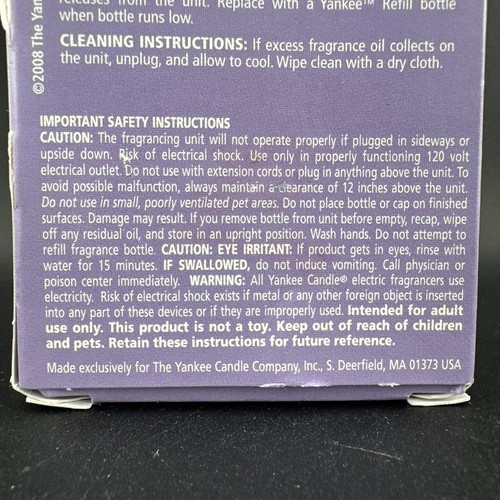 releases from the unit. Replace with a Yankee™ Refill bottle
when bottle runs low.
CLEANING INSTRUCTIONS: If excess fragrance oil collects on
the unit, unplug, and allow to cool. Wipe clean with a dry cloth.
©2008 The Yan
IMPORTANT SAFETY INSTRUCTIONS
CAUTION: The fragrancing unit will not operate properly if plugged in sideways or
upside down. Risk of electrical shock. Use only in properly functioning 120 volt
electrical outlet. Do not use with extension cords or plug in anything above the unit. To
avoid possible malfunction, always maintain a clearance of 12 inches above the unit.
Do not use in small, poorly ventilated pet areas. Do not place bottle or cap on finished
surfaces. Damage may result. If you remove bottle from unit before empty, recap, wipe
off any residual oil, and store in an upright position. Wash hands. Do not attempt to
refill fragrance bottle. CAUTION: EYE IRRITANT: If product gets in eyes, rinse with
water for 15 minutes. IF SWALLOWED, do not induce vomiting. Call physician or
poison center immediately. WARNING: All Yankee Candle® electric fragrancers use
electricity. Risk of electrical shock exists if metal or any other foreign object is inserted
into any part of these devices or if they are improperly used. Intended for adult
use only. This product is not a toy. Keep out of reach of children
and pets. Retain these instructions for future reference.
Made exclusively for The Yankee Candle Company, Inc., S. Deerfield, MA 01373 USA